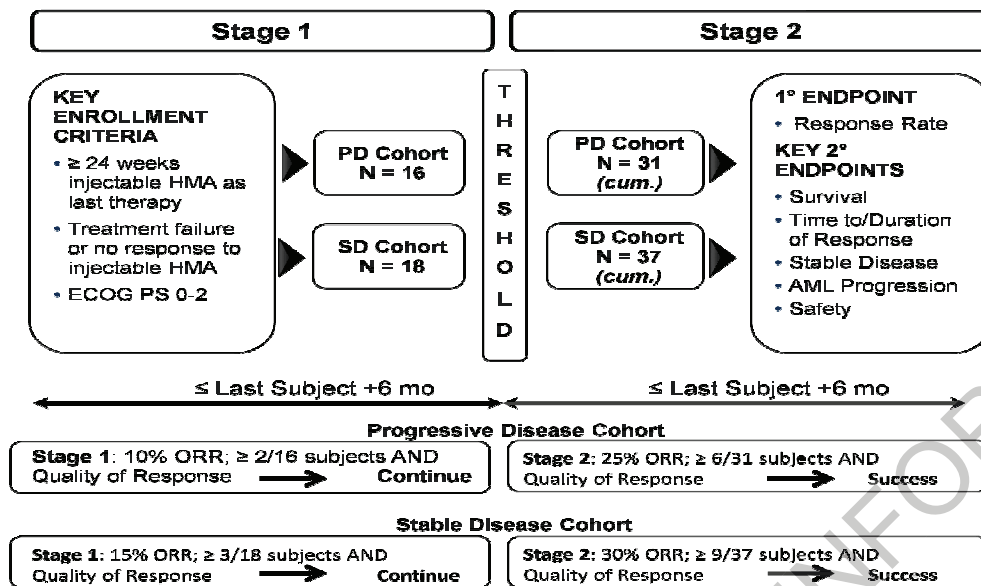 Stage 1
Stage 2
KEY
ENROLLMENT
CRITERIA
• ≥ 24 weeks
injectable HMA as
last therapy
• Treatment failure
or no response to
injectable HMA
• ECOG PS 0-2
PD Cohort
N = 16
SD Cohort
N = 18
T
H
R
E
S
H
O
L
D
PD Cohort
N = 31
(cum.)
SD Cohort
N = 37
(cum.)
1° ENDPOINT
• Response Rate
KEY 2°
ENDPOINTS
• Survival
• Time to/Duration
of Response
• Stable Disease
• AML Progression
• Safety
≤ Last Subject +6 mo
≤ Last Subject +6 mo
Progressive Disease Cohort
Stage 1: 10% ORR; ≥ 2/16 subjects AND
Quality of Response → Continue
Stage 2: 25% ORR; ≥ 6/31 subjects AND
Quality of Response → Success
Stable Disease Cohort
Stage 1: 15% ORR; ≥ 3/18 subjects AND
Quality of Response → Continue
Stage 2: 30% ORR; ≥ 9/37 subjects AND
Quality of Response → Success
INFOR